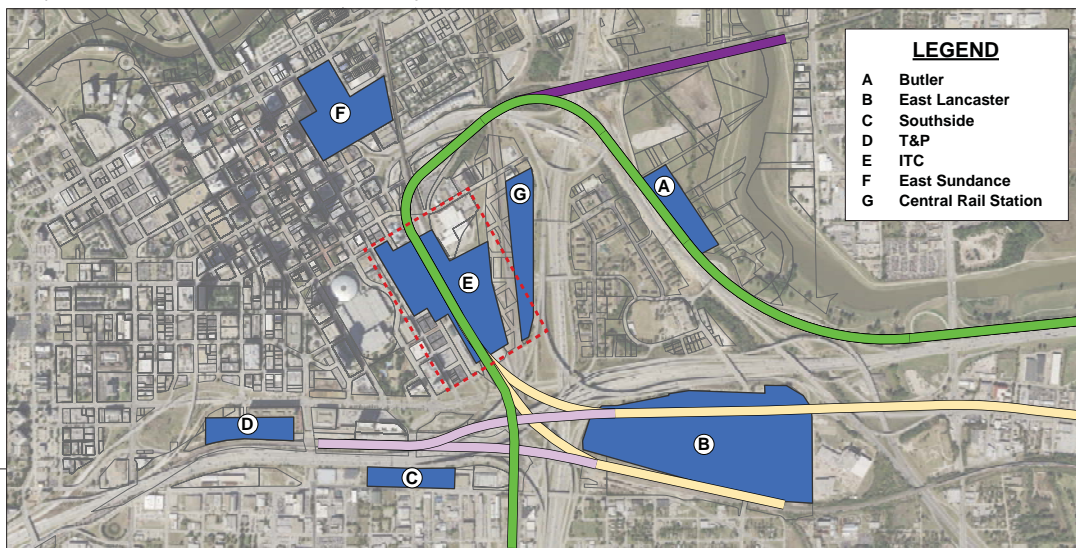 LEGEND
A Butler
B East Lancaster
C Southside
D T&P
E ITC
F East Sundance
G Central Rail Station
F
A
G
E
D
B
C